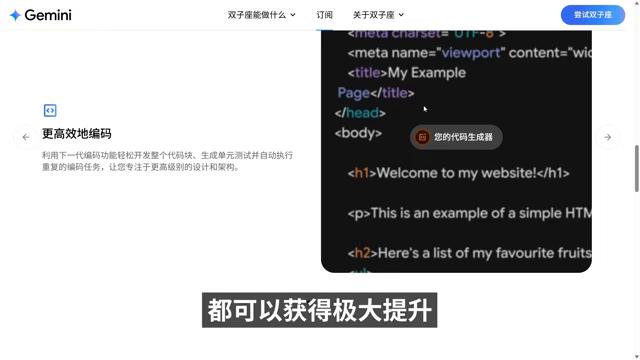 Gemini
双子座能做什么
订阅
关于双子座
尝试双子座
<meta charset="UTF-8">
<meta name="viewport" content="wid
<title>My Example
Page</title>
</head>
<body>
您的代码生成器
<h1>Welcome to my website!</h1>
<p>This is an example of a simple HTM
<h2>Here's a list of my favourite fruits
<ul>
更高效地编码
利用下一代编码功能轻松开发整个代码块、生成单元测试并自动执行
重复的编码任务，让您专注于更高级别的设计和架构。
都可以获得极大提升